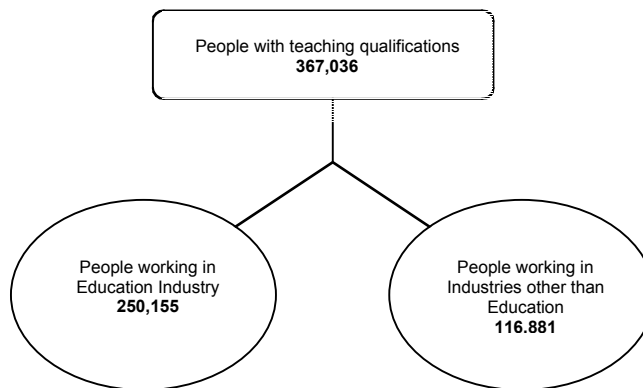 People with teaching qualifications
367,036
People working in
Education Industry
250,155
People working in
Industries other than
Education
116.881